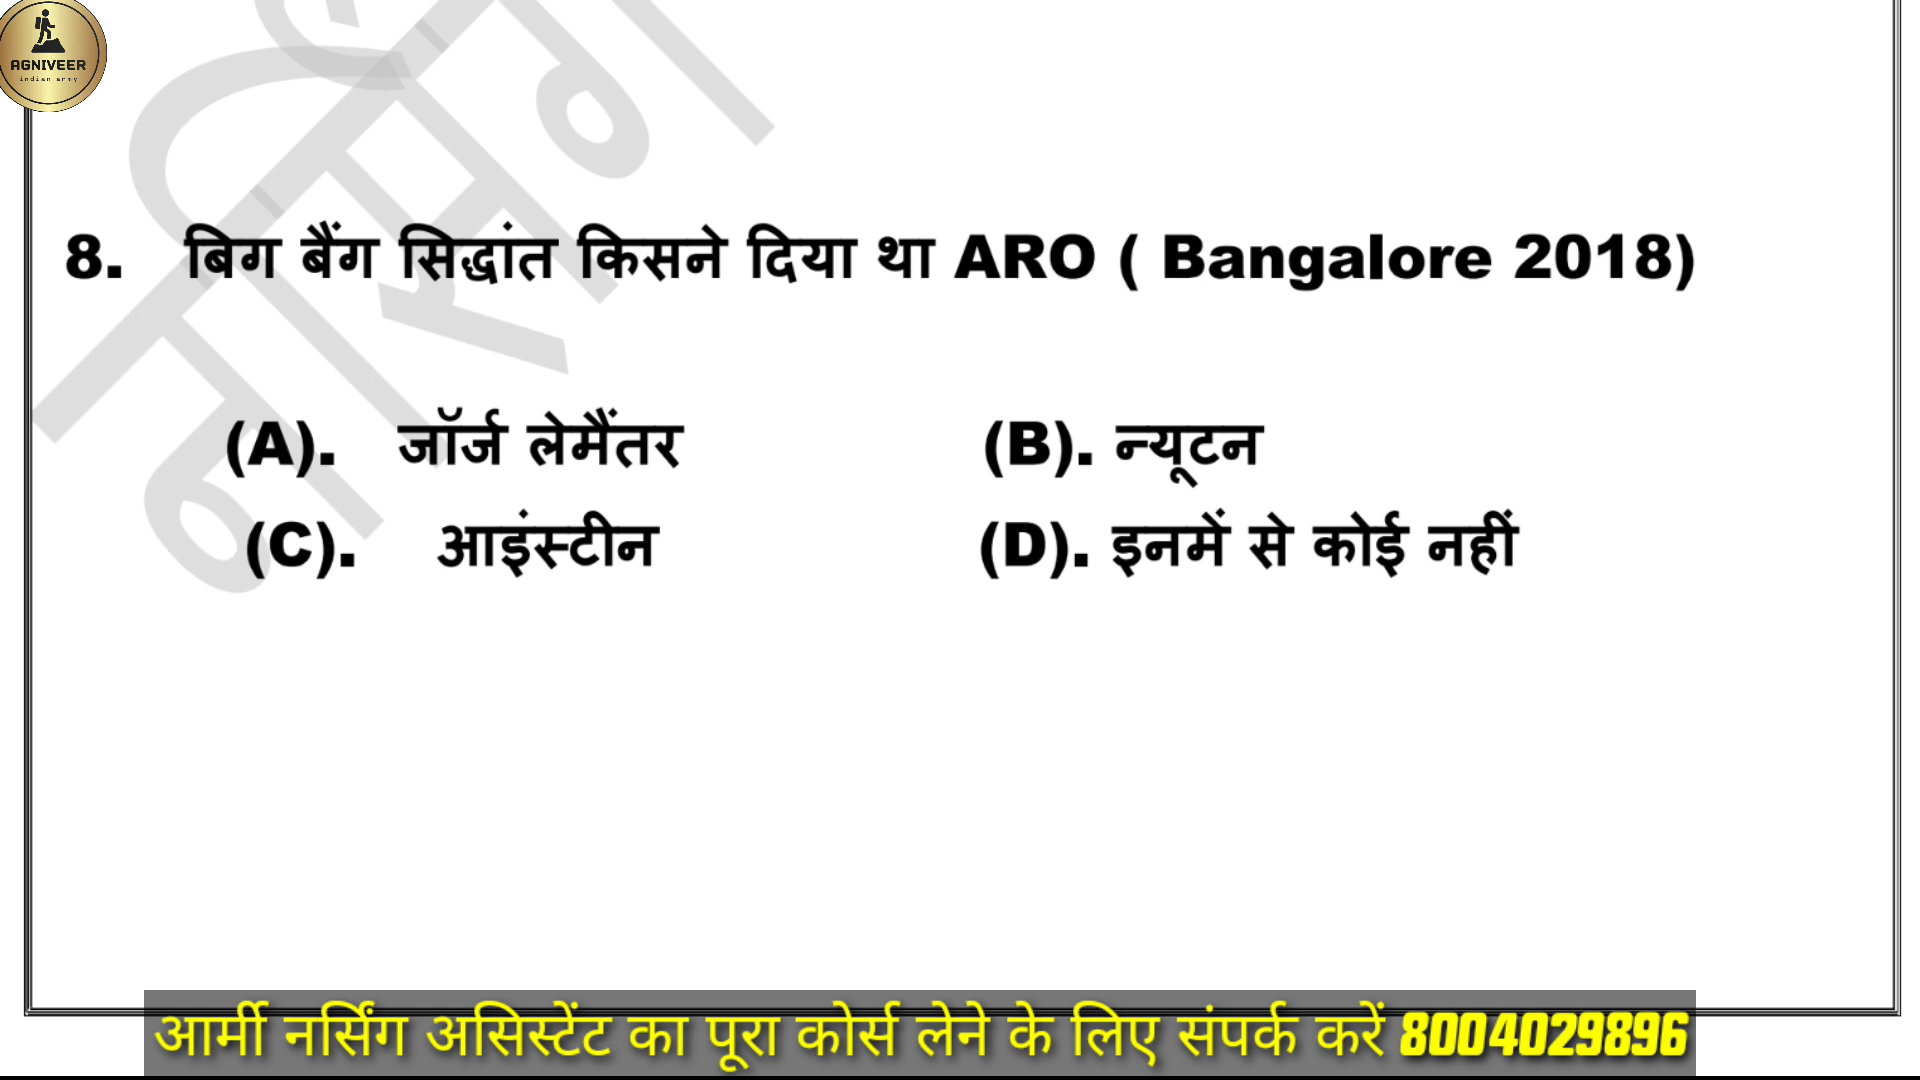 AGNIVEER
indian army
नर्सिंग
8. बिग बैंग सिद्धांत किसने दिया था ARO ( Bangalore 2018)
(A). जॉर्ज लेमैंतर (B). न्यूटन
(C). आइंस्टीन (D). इनमें से कोई नहीं
आर्मी नर्सिंग असिस्टेंट का पूरा कोर्स लेने के लिए संपर्क करें 8004029896